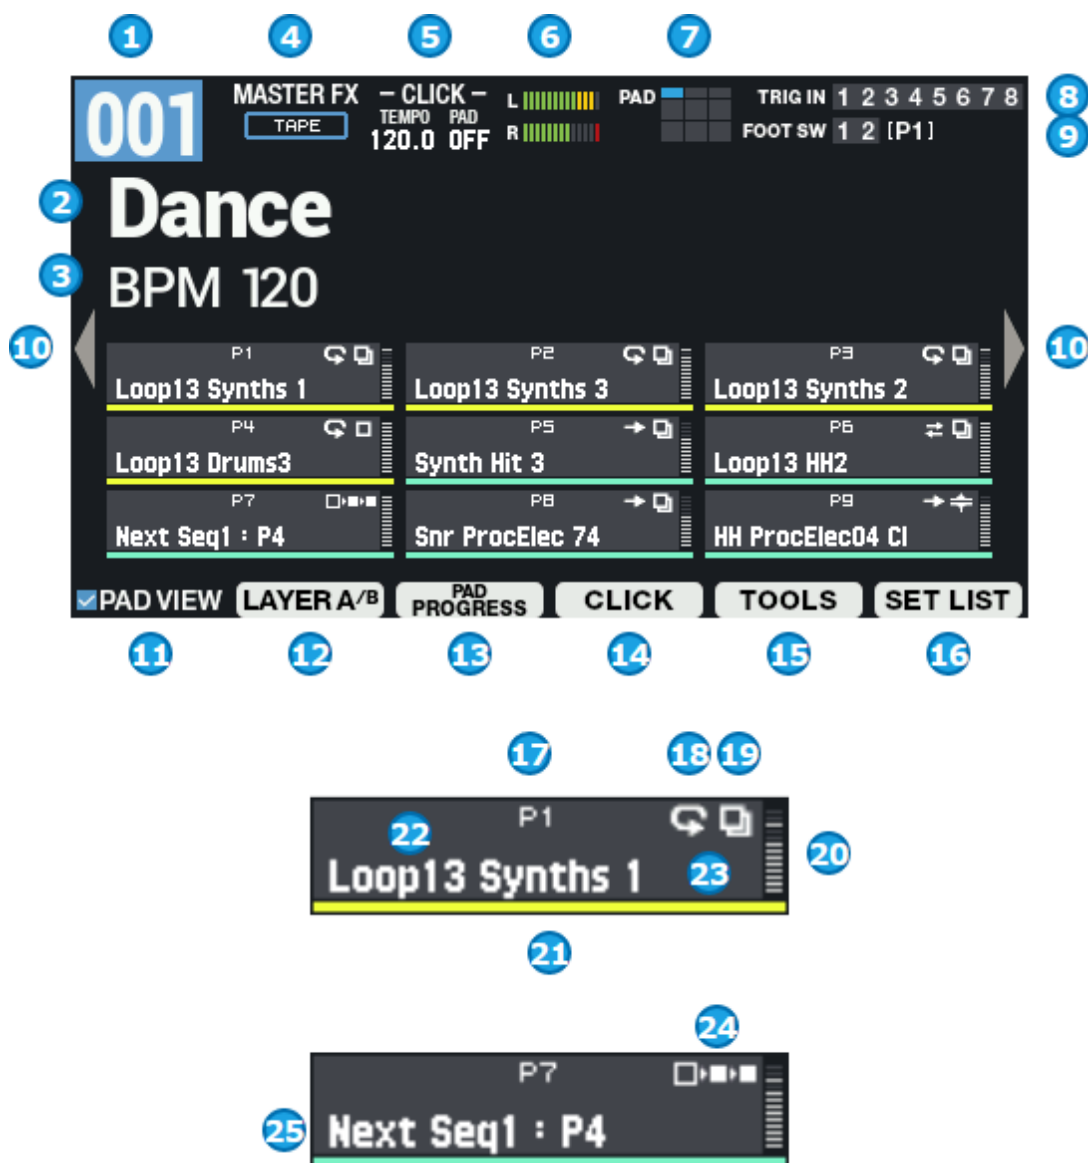 1 4 5 6 7
001 MASTER FX – CLICK – L PAD TRIG IN 1 2 3 4 5 6 7 8 8
TAPE TEMPO PAD
120.0 OFF R FOOT SW 1 2 [P1] 9
2 Dance
3 BPM 120
10 10
P1 P2 P3
Loop13 Synths 1 Loop13 Synths 3 Loop13 Synths 2
P4 P5 P6
Loop13 Drums3 Synth Hit 3 Loop13 HH2
P7 P8 P9
Next Seq1 : P4 Snr ProcElec 74 HH ProcElec04 Cl
PAD VIEW LAYER A/B PAD PROGRESS CLICK TOOLS SET LIST
11 12 13 14 15 16
17 18 19
P1
22 20
Loop13 Synths 1 23
21
24
P7
25 Next Seq1 : P4